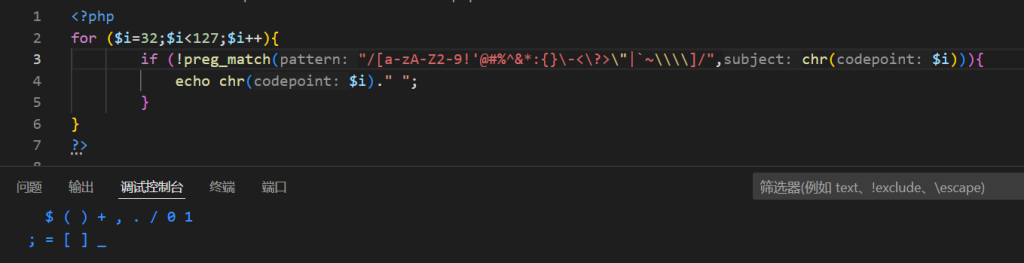 1 <?php
2 for ($i=32;$i<127;$i++){
3 if (!preg_match(pattern: "/[a-zA-Z2-9!'@#%^&*:{}\-<\?>\"|`~\\\\]/",subject: chr(codepoint: $i))){
4 echo chr(codepoint: $i)." ";
5 }
6 }
7 ?>
问题 输出 调试控制台 终端 端口 筛选器(例如 text、!exclude、\escape)
$ ( ) + , . / 0 1
; = [ ] _